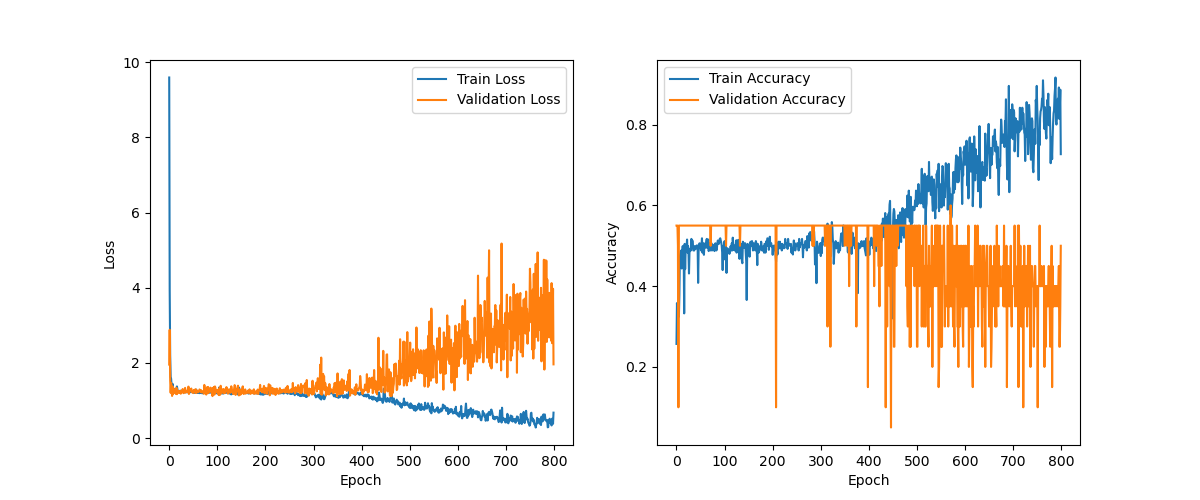 10
8
6
4
2
0
Loss
0 100 200 300 400 500 600 700 800
Epoch
Train Loss
Validation Loss
0.8
0.6
0.4
0.2
Accuracy
0 100 200 300 400 500 600 700 800
Epoch
Train Accuracy
Validation Accuracy